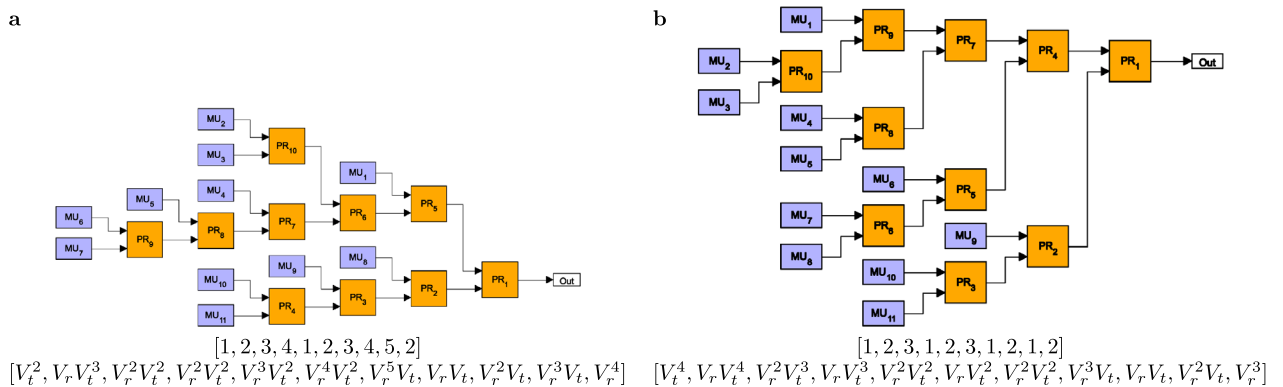 a
MU₂
MU₃
PR₁₀
MU₁
MU₄
MU₅
MU₆
MU₇
PR₉
PR₈
PR₇
PR₆
PR₅
MU₈
MU₉
MU₁₀
MU₁₁
PR₄
PR₃
PR₂
PR₁
Out
[1, 2, 3, 4, 1, 2, 3, 4, 5, 2]
[V_t^2, V_rV_t^3, V_r^2V_t^2, V_r^2V_t^2, V_r^3V_t^2, V_r^4V_t^2, V_r^5V_t, V_rV_t, V_r^2V_t, V_r^3V_t, V_r^4]
b
MU₁
MU₂
MU₃
PR₁₀
PR₉
PR₇
PR₄
PR₁
Out
MU₄
MU₅
PR₈
MU₆
PR₅
MU₇
MU₈
PR₆
MU₉
PR₂
MU₁₀
MU₁₁
PR₃
[1, 2, 3, 1, 2, 3, 1, 2, 1, 2]
[V_t^4, V_rV_t^4, V_r^2V_t^3, V_rV_t^3, V_r^2V_t^2, V_rV_t^2, V_r^2V_t^2, V_r^3V_t, V_rV_t, V_r^2V_t, V_r^3]